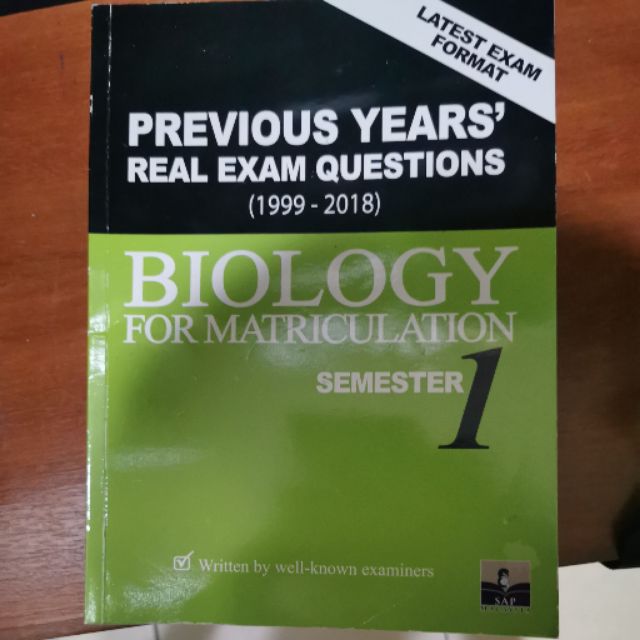 LATEST EXAM
FORMAT
PREVIOUS YEARS'
REAL EXAM QUESTIONS
(1999 - 2018)
BIOLOGY
FOR MATRICULATION
SEMESTER 1
Written by well-known examiners
SAP